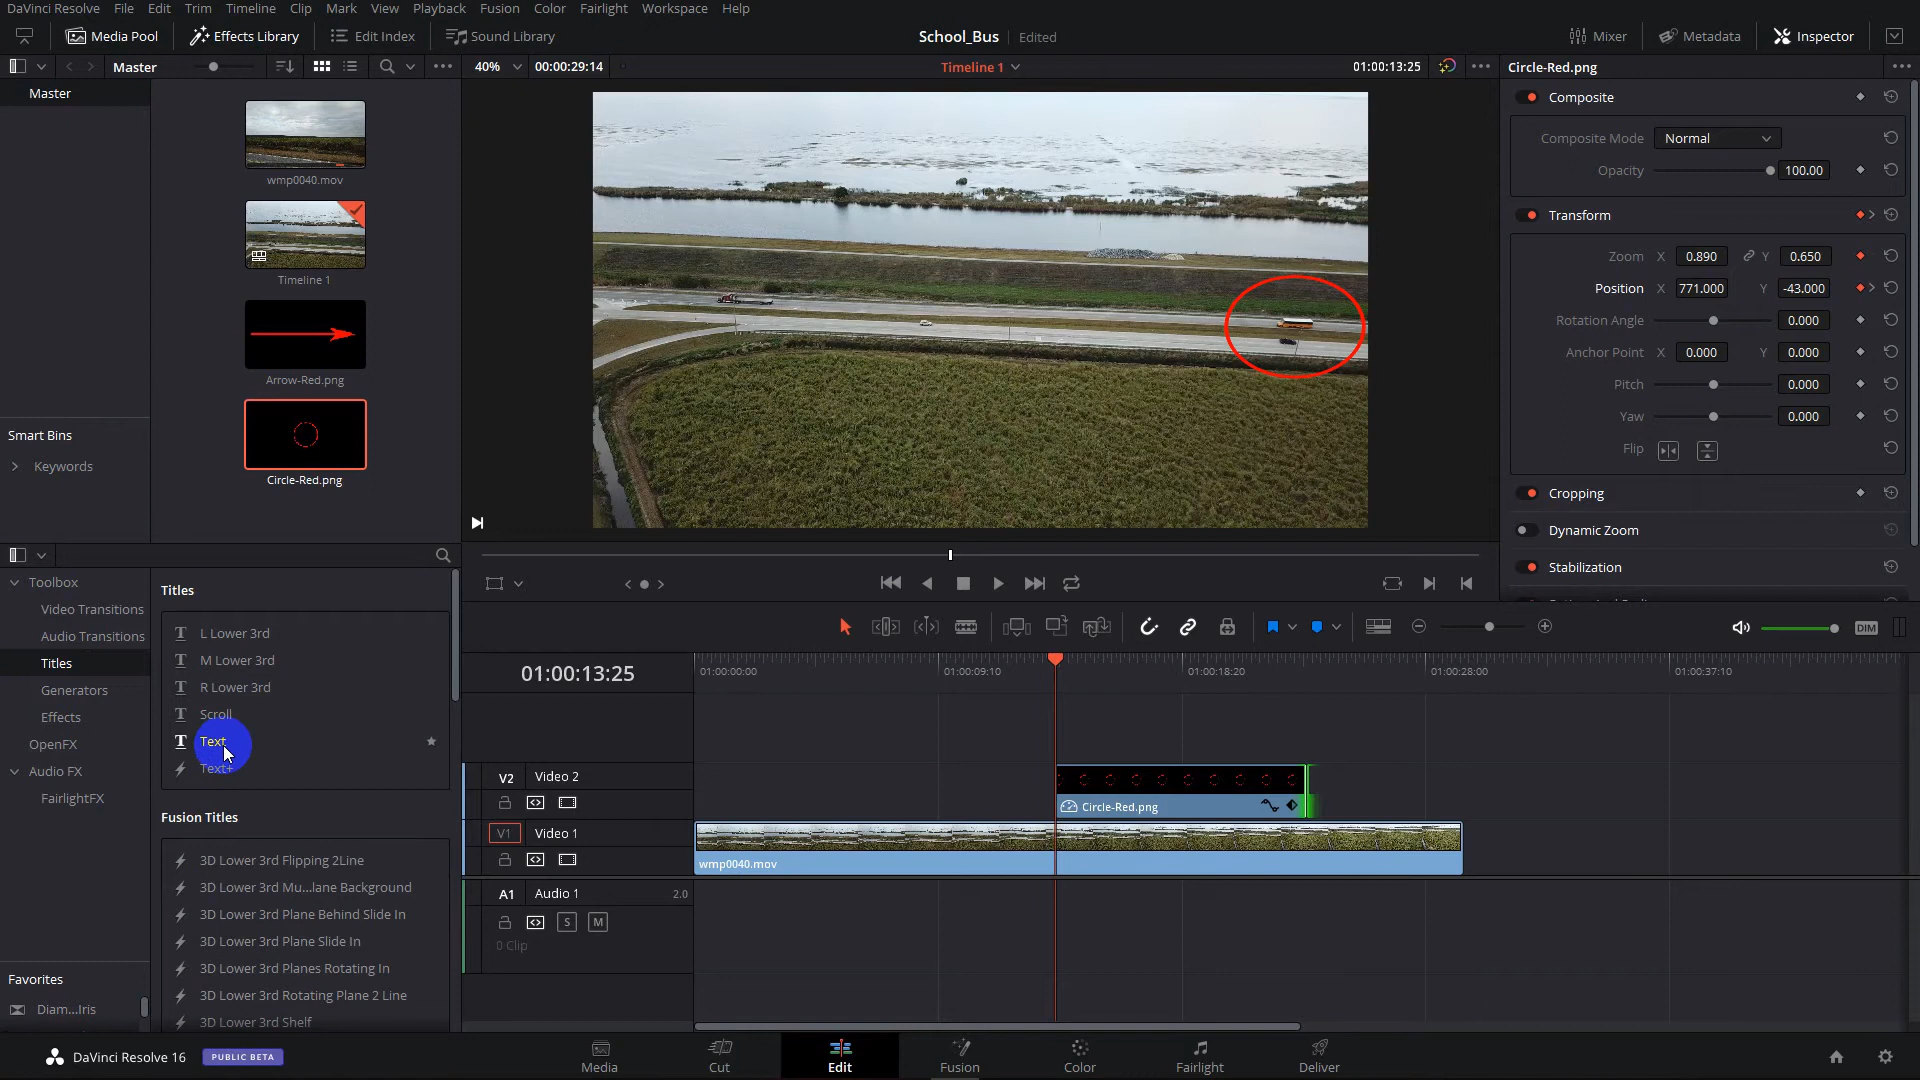 DaVinci Resolve File Edit Trim Timeline Clip Mark View Playback Fusion Color Fairlight Workspace Help
Media Pool Effects Library Edit Index Sound Library School_Bus Edited Mixer Metadata Inspector
Master 40% 00:00:29:14 Timeline 1 01:00:13:25 Circle-Red.png
Master
wmp0040.mov
Timeline 1
Arrow-Red.png
Circle-Red.png
Smart Bins
Keywords
Composite
Composite Mode Normal
Opacity 100.00
Transform
Zoom X 0.890 Y 0.650
Position X 771.000 Y -43.000
Rotation Angle 0.000
Anchor Point X 0.000 Y 0.000
Pitch 0.000
Yaw 0.000
Flip
Cropping
Dynamic Zoom
Stabilization
Toolbox
Video Transitions
Audio Transitions
Titles
Generators
Effects
OpenFX
Audio FX
FairlightFX
Favorites
Diam...Iris
Titles
L Lower 3rd
M Lower 3rd
R Lower 3rd
Scroll
Text
Text+
Fusion Titles
3D Lower 3rd Flipping 2Line
3D Lower 3rd Mu...lane Background
3D Lower 3rd Plane Behind Slide In
3D Lower 3rd Plane Slide In
3D Lower 3rd Planes Rotating In
3D Lower 3rd Rotating Plane 2 Line
3D Lower 3rd Shelf
DIM
01:00:13:25 01:00:00:00 01:00:09:10 01:00:18:20 01:00:28:00 01:00:37:10
V2 Video 2
Circle-Red.png
V1 Video 1
wmp0040.mov
A1 Audio 1 2.0
S M
0 Clip
DaVinci Resolve 16 PUBLIC BETA
Media Cut Edit Fusion Color Fairlight Deliver